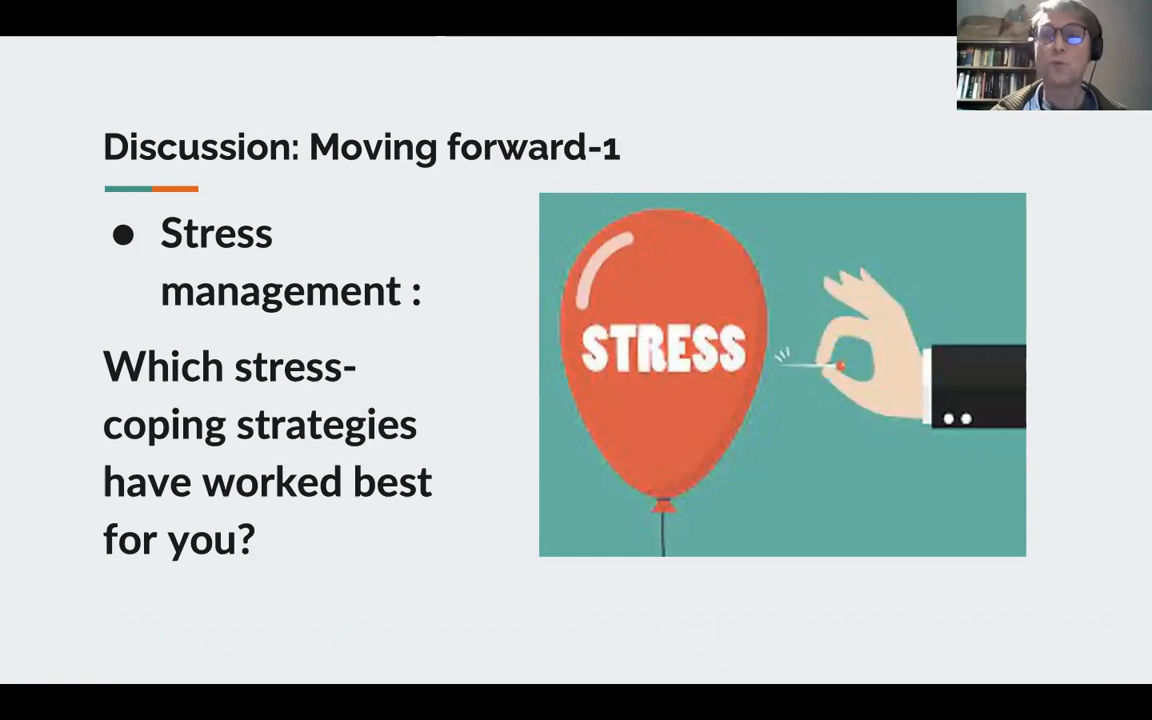 Discussion: Moving forward-1
● Stress
management :
Which stress-
coping strategies
have worked best
for you?
STRESS